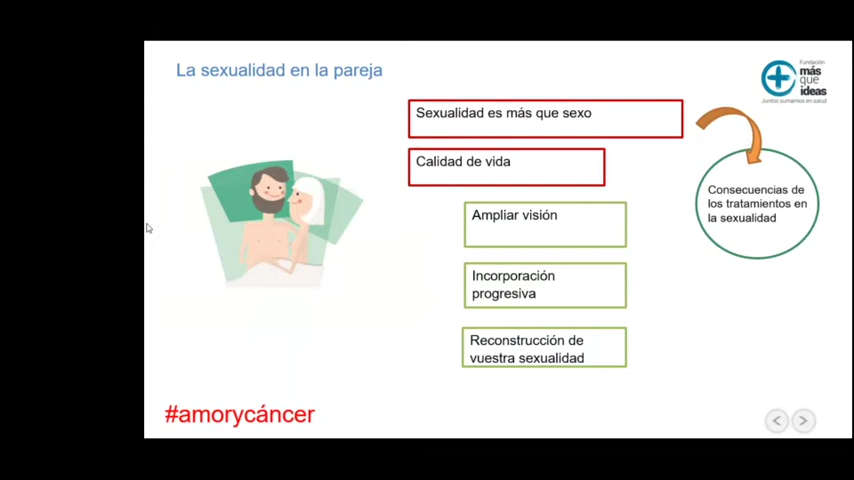 La sexualidad en la pareja
Fundación
más
que
ideas
Juntos sumamos en salud
Sexualidad es más que sexo
Calidad de vida
Consecuencias de
los tratamientos en
la sexualidad
Ampliar visión
Incorporación
progresiva
Reconstrucción de
vuestra sexualidad
#amorycáncer